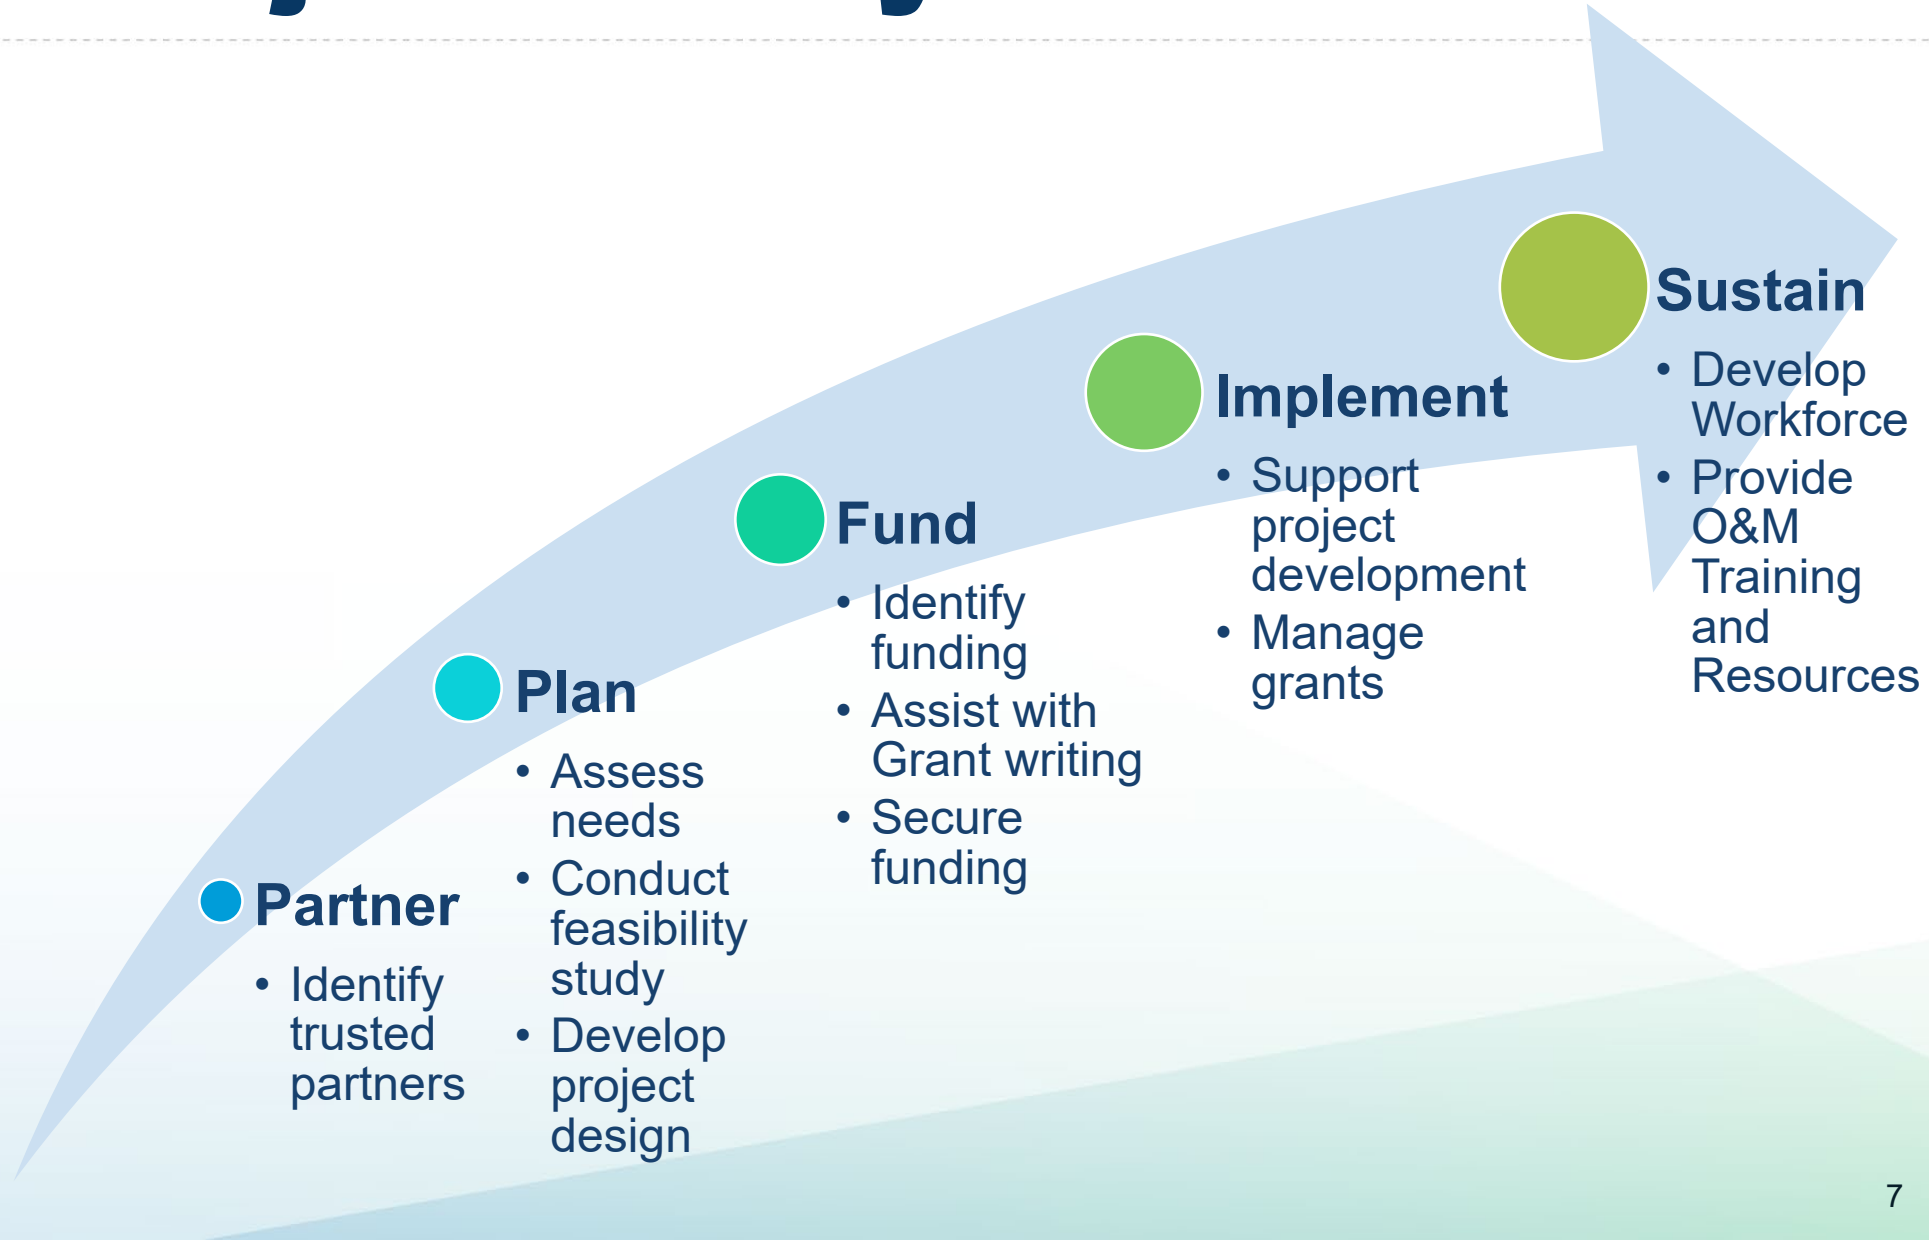 Partner
• Identify
trusted
partners
Plan
• Assess
needs
• Conduct
feasibility
study
• Develop
project
design
Fund
• Identify
funding
• Assist with
Grant writing
• Secure
funding
Implement
• Support
project
development
• Manage
grants
Sustain
• Develop
Workforce
• Provide
O&M
Training
and
Resources
7